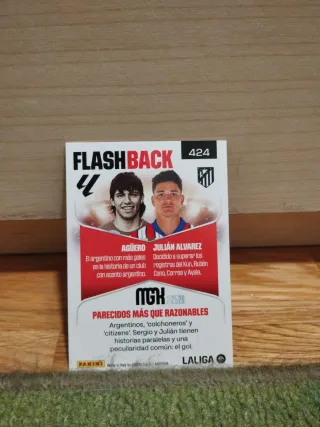 FLASHBACK
424
AGÜERO
El argentino con más goles
en la historia de un club
con acento argentino.
JULIÁN ALVAREZ
Decidido a superar los
registros del Kun, Rubén
Cano, Correa y Ayala.
MGK
PARECIDOS MÁS QUE RAZONABLES
Argentinos, 'colchoneros' y
'citizens'. Sergio y Julián tienen
historias paralelas y una
peculiaridad común: el gol.
PANINI
LALIGA